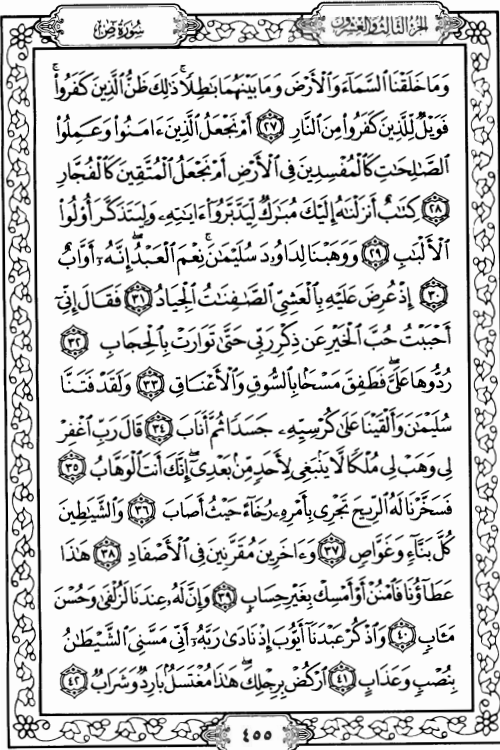 الجزء الثالث والعشرون
سورة ص
وَمَا خَلَقْنَا السَّمَاءَ وَالْأَرْضَ وَمَا بَيْنَهُمَا بَاطِلًا ۚ ذَٰلِكَ ظَنُّ الَّذِينَ كَفَرُوا ۚ
فَوَيْلٌ لِّلَّذِينَ كَفَرُوا مِنَ النَّارِ ٢٧ أَمْ نَجْعَلُ الَّذِينَ ءَامَنُوا وَعَمِلُوا
الصَّالِحَاتِ كَالْمُفْسِدِينَ فِي الْأَرْضِ أَمْ نَجْعَلُ الْمُتَّقِينَ كَالْفُجَّارِ
٢٨ كِتَابٌ أَنزَلْنَاهُ إِلَيْكَ مُبَارَكٌ لِّيَدَّبَّرُوا ءَايَاتِهِ وَلِيَتَذَكَّرَ أُولُوا
الْأَلْبَابِ ٢٩ وَوَهَبْنَا لِدَاوُودَ سُلَيْمَانَ ۚ نِعْمَ الْعَبْدُ ۖ إِنَّهُ أَوَّابٌ
٣٠ إِذْ عُرِضَ عَلَيْهِ بِالْعَشِيِّ الصَّافِنَاتُ الْجِيَادُ ٣١ فَقَالَ إِنِّي
أَحْبَبْتُ حُبَّ الْخَيْرِ عَن ذِكْرِ رَبِّي حَتَّىٰ تَوَارَتْ بِالْحِجَابِ ٣٢
رُدُّوهَا عَلَيَّ ۖ فَطَفِقَ مَسْحًا بِالسُّوقِ وَالْأَعْنَاقِ ٣٣ وَلَقَدْ فَتَنَّا
سُلَيْمَانَ وَأَلْقَيْنَا عَلَىٰ كُرْسِيِّهِ جَسَدًا ثُمَّ أَنَابَ ٣٤ قَالَ رَبِّ اغْفِرْ
لِي وَهَبْ لِي مُلْكًا لَّا يَنبَغِي لِأَحَدٍ مِّن بَعْدِي ۖ إِنَّكَ أَنتَ الْوَهَّابُ ٣٥
فَسَخَّرْنَا لَهُ الرِّيحَ تَجْرِي بِأَمْرِهِ رُخَاءً حَيْثُ أَصَابَ ٣٦ وَالشَّيَاطِينَ
كُلَّ بَنَّاءٍ وَغَوَّاصٍ ٣٧ وَءَاخَرِينَ مُقَرَّنِينَ فِي الْأَصْفَادِ ٣٨ هَٰذَا
عَطَاؤُنَا فَامْنُنْ أَوْ أَمْسِكْ بِغَيْرِ حِسَابٍ ٣٩ وَإِنَّ لَهُ عِندَنَا لَزُلْفَىٰ وَحُسْنَ
مَـَٔابٍ ٤٠ وَاذْكُرْ عَبْدَنَا أَيُّوبَ إِذْ نَادَىٰ رَبَّهُ أَنِّي مَسَّنِيَ الشَّيْطَانُ
بِنُصْبٍ وَعَذَابٍ ٤١ ارْكُضْ بِرِجْلِكَ ۖ هَٰذَا مُغْتَسَلٌ بَارِدٌ وَشَرَابٌ ٤٢
٤٥٥